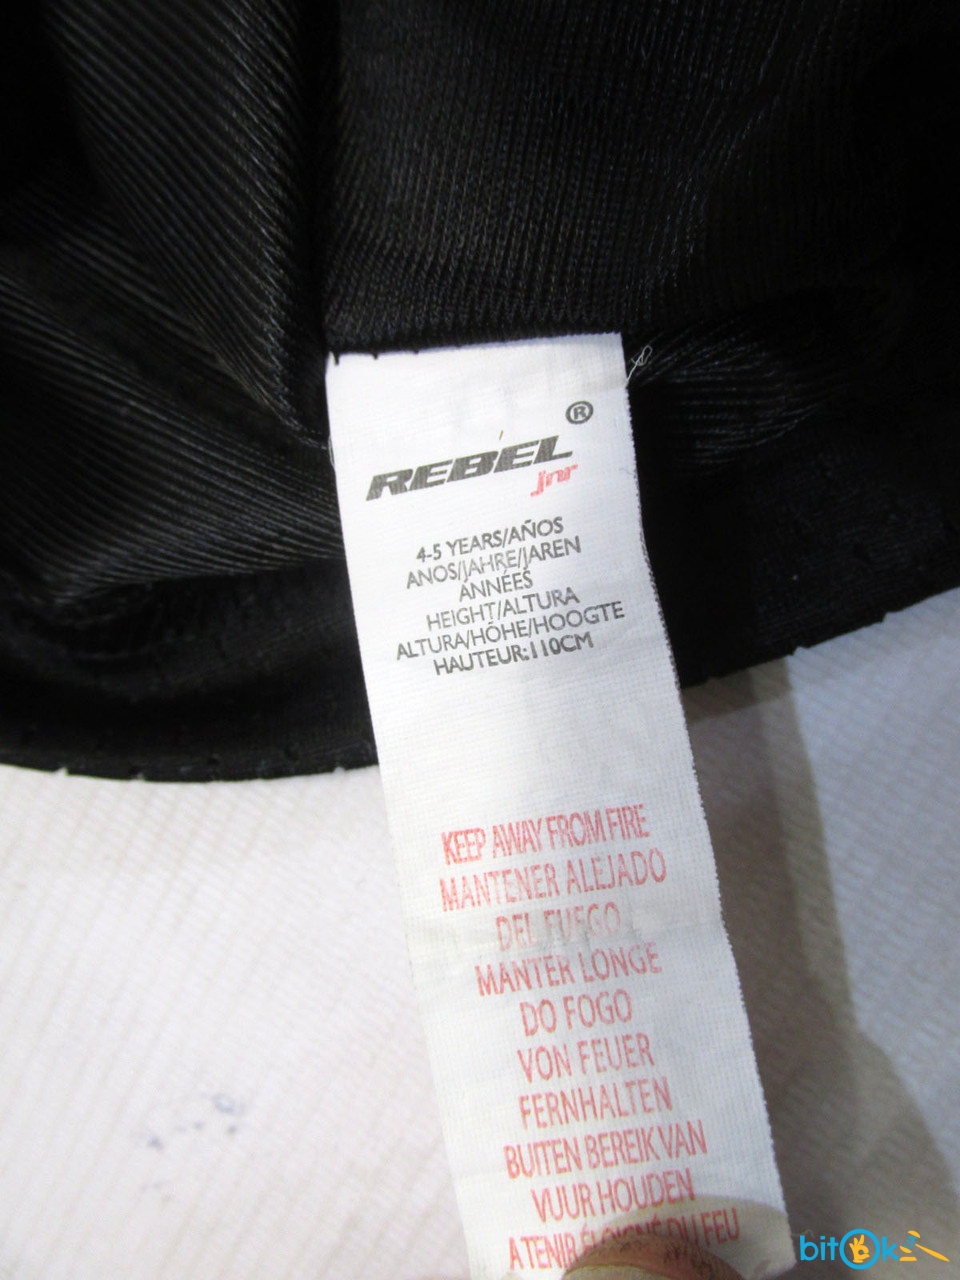 ®
REBEL
jnr
4-5 YEARS/AÑOS
ANOS/JAHRE/JAREN
ANNÉES
HEIGHT/ALTURA
ALTURA/HÖHE/HOOGTE
HAUTEUR:110CM
KEEP AWAY FROM FIRE
MANTENER ALEJADO
DEL FUEGO
MANTER LONGE
DO FOGO
VON FEUER
FERNHALTEN
BUITEN BEREIK VAN
VUUR HOUDEN
A TENIR ÉLOIGNÉ DU FEU
bitOk